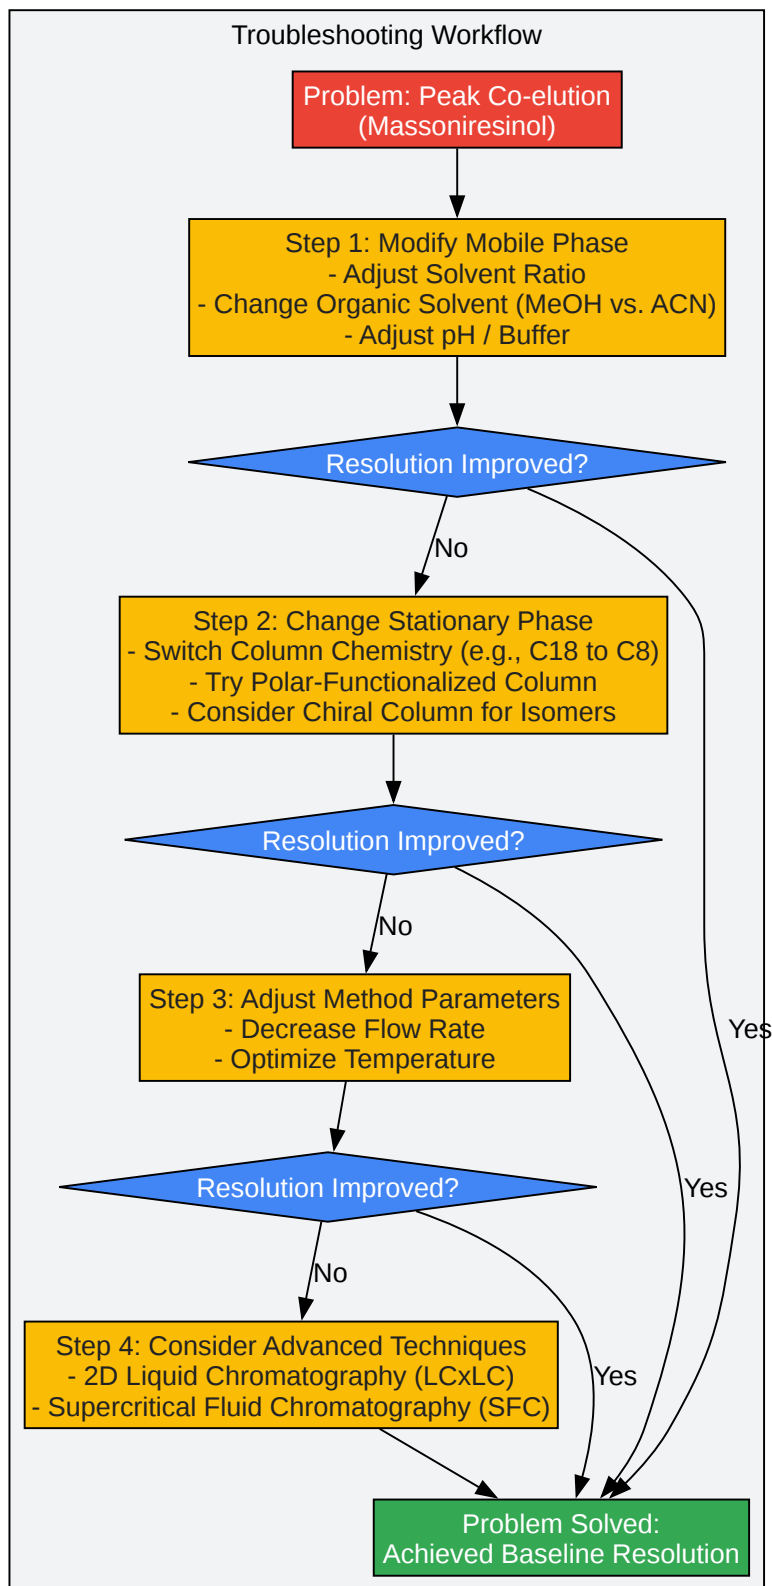 Troubleshooting Workflow
Problem: Peak Co-elution
(Massoniresinol)
Step 1: Modify Mobile Phase
- Adjust Solvent Ratio
- Change Organic Solvent (MeOH vs. ACN)
- Adjust pH / Buffer
Resolution Improved?
No
Step 2: Change Stationary Phase
- Switch Column Chemistry (e.g., C18 to C8)
- Try Polar-Functionalized Column
- Consider Chiral Column for Isomers
Resolution Improved?
No
Step 3: Adjust Method Parameters
- Decrease Flow Rate
- Optimize Temperature
Yes
Resolution Improved?
Yes
No
Step 4: Consider Advanced Techniques
- 2D Liquid Chromatography (LCxLC)
- Supercritical Fluid Chromatography (SFC)
Yes
Problem Solved:
Achieved Baseline Resolution